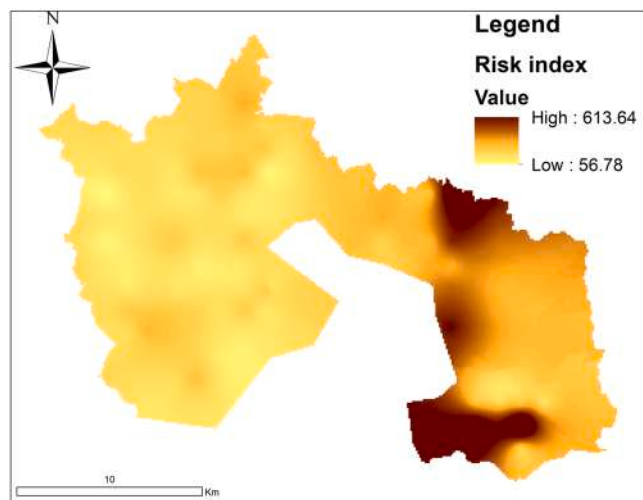 N
Legend
Risk index
Value
High : 613.64
Low : 56.78
10
Km